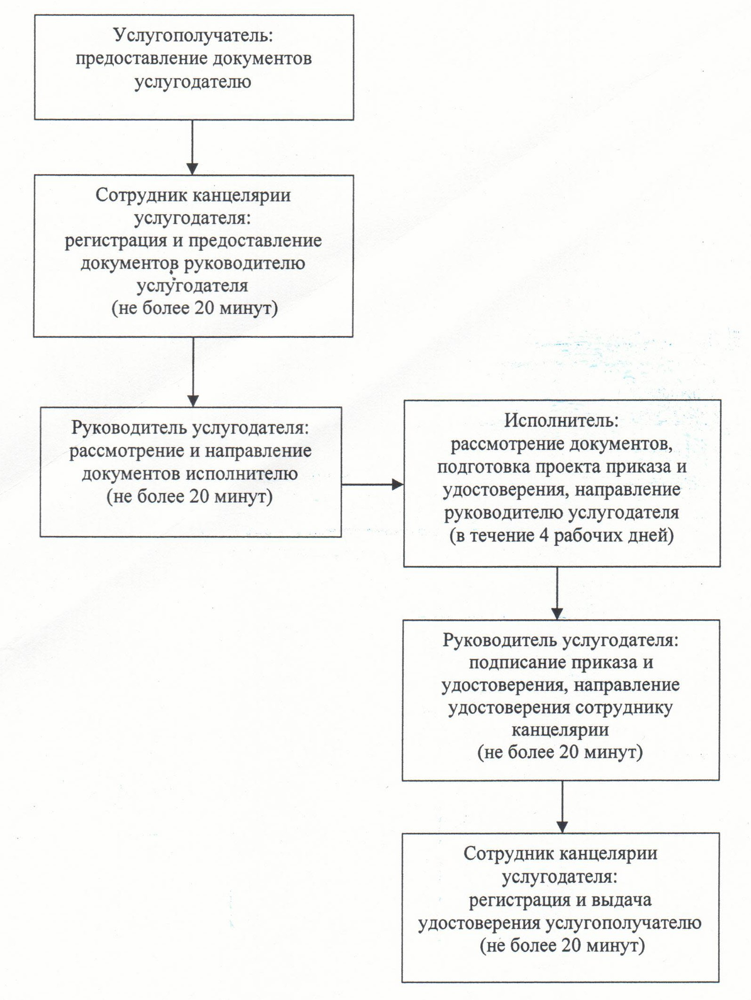 Услугополучатель:
предоставление документов
услугодателю
Сотрудник канцелярии
услугодателя:
регистрация и предоставление
документов руководителю
услугодателя
(не более 20 минут)
Руководитель услугодателя:
рассмотрение и направление
документов исполнителю
(не более 20 минут)
Исполнитель:
рассмотрение документов,
подготовка проекта приказа и
удостоверения, направление
руководителю услугодателя
(в течение 4 рабочих дней)
Руководитель услугодателя:
подписание приказа и
удостоверения, направление
удостоверения сотруднику
канцелярии
(не более 20 минут)
Сотрудник канцелярии
услугодателя:
регистрация и выдача
удостоверения услугополучателю
(не более 20 минут)